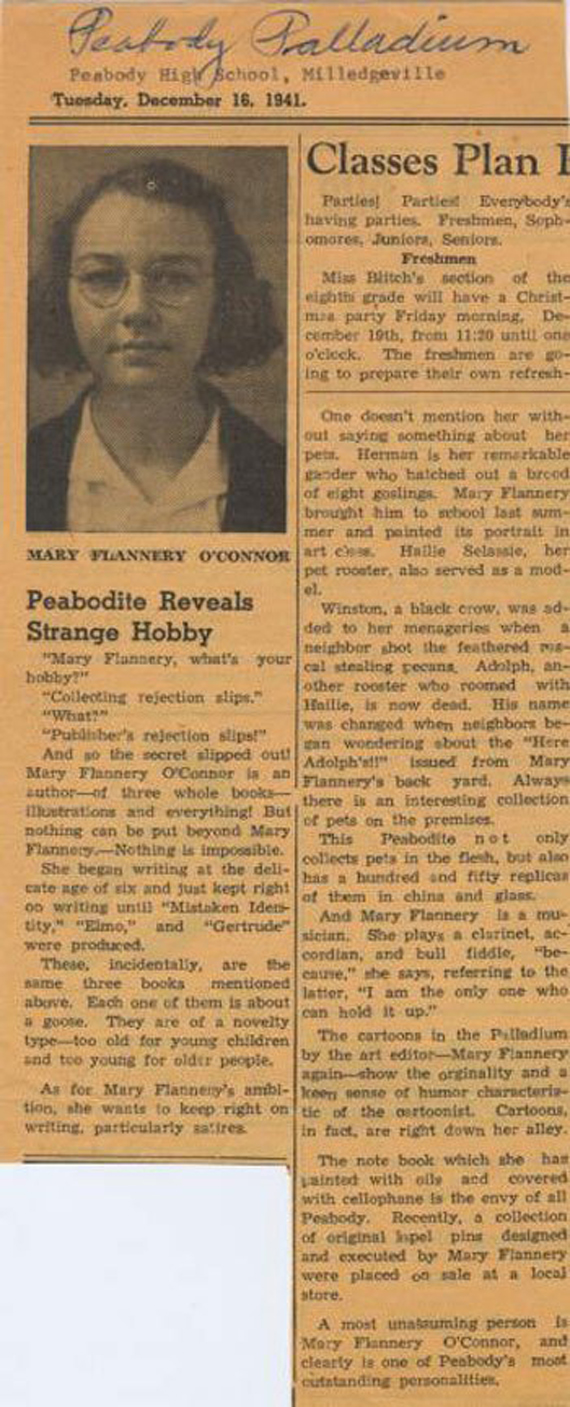 Peabody Palladium
Peabody High School, Milledgeville
Tuesday, December 16, 1941.
MARY FLANNERY O'CONNOR
Peabodite Reveals
Strange Hobby
"Mary Flannery, what's your
hobby?"
"Collecting rejection slips."
"What?"
"Publisher's rejection slips!"
And so the secret slipped out!
Mary Flannery O'Connor is an
author—of three whole books—
illustrations and everything! But
nothing can be put beyond Mary
Flannery.—Nothing is impossible.
She began writing at the deli-
cate age of six and just kept right
on writing until "Mistaken Iden-
tity," "Elmo," and "Gertrude"
were produced.
These, incidentally, are the
same three books mentioned
above. Each one of them is about
a goose. They are of a novelty
type—too old for young children
and too young for older people.
As for Mary Flannery's ambi-
tion, she wants to keep right on
writing, particularly satires.
Classes Plan
Parties! Parties! Everybody's
having parties. Freshmen, Soph-
omores, Juniors, Seniors.
Freshmen
Miss Blitch's section of the
eighth grade will have a Christ-
mas party Friday morning, De-
cember 19th, from 11:20 until one
o'clock. The freshmen are go-
ing to prepare their own refresh-
One doesn't mention her with-
out saying something about her
pets. Herman is her remarkable
gander who hatched out a brood
of eight goslings. Mary Flannery
brought him to school last sum-
mer and painted its portrait in
art class. Hailie Selassie, her
pet rooster, also served as a mod-
el.
Winston, a black crow, was ad-
ded to her menageries when a
neighbor shot the feathered ras-
cal stealing pecans. Adolph, an-
other rooster who roomed with
Hailie, is now dead. His name
was changed when neighbors be-
gan wondering about the "Here
Adolph's!!" issued from Mary
Flannery's back yard. Always
there is an interesting collection
of pets on the premises.
This Peabodite not only
collects pets in the flesh, but also
has a hundred and fifty replicas
of them in china and glass.
And Mary Flannery is a mu-
sician. She plays a clarinet, ac-
cordian, and bull fiddle, "be-
cause," she says, referring to the
latter, "I am the only one who
can hold it up."
The cartoons in the Palladium
by the art editor—Mary Flannery
again—show the orginality and a
keen sense of humor characteris-
tic of the cartoonist. Cartoons,
in fact, are right down her alley.
The note book which she has
painted with oils and covered
with cellophane is the envy of all
Peabody. Recently, a collection
of original lapel pins designed
and executed by Mary Flannery
were placed on sale at a local
store.
A most unassuming person is
Mary Flannery O'Connor, and
clearly is one of Peabody's most
outstanding personalities.